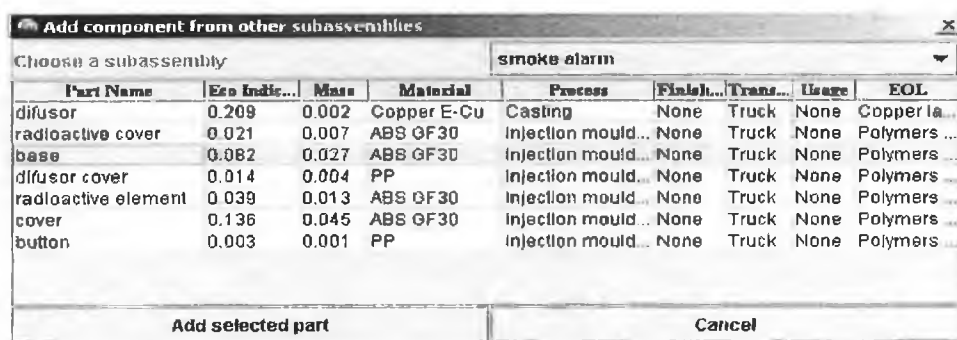 Add component from other subassemblies
Choose a subassembly smoke alarm
Part Name Eco Indic... Mass Material Process Finish... Trans... Usage EOL
difusor 0.209 0.002 Copper E-Cu Casting None Truck None Copper la...
radioactive cover 0.021 0.007 ABS GF30 Injection mould... None Truck None Polymers ...
base 0.082 0.027 ABS GF30 Injection mould... None Truck None Polymers ...
difusor cover 0.014 0.004 PP Injection mould... None Truck None Polymers ...
radioactive element 0.039 0.013 ABS GF30 Injection mould... None Truck None Polymers ...
cover 0.136 0.045 ABS GF30 Injection mould... None Truck None Polymers ...
button 0.003 0.001 PP Injection mould... None Truck None Polymers ...
Add selected part Cancel